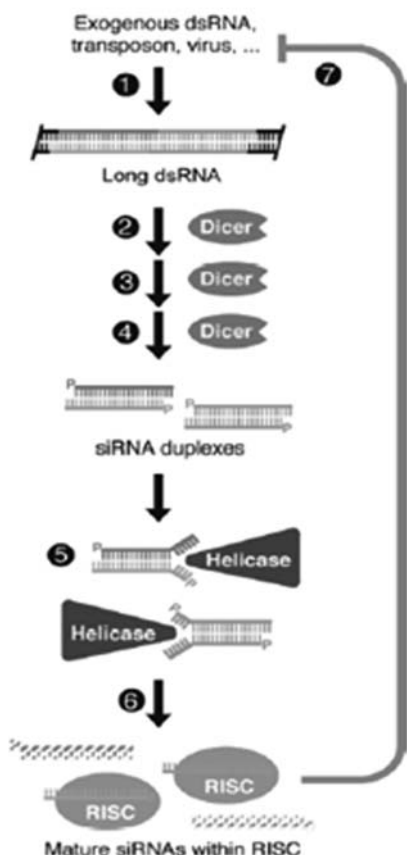 Exogenous dsRNA,
transposon, virus, ...
7
1
Long dsRNA
2 Dicer
3 Dicer
4 Dicer
P
P P
P
siRNA duplexes
5 P
Helicase
P
P
Helicase
P
6
P
RISC
RISC
Mature siRNAs within RISC